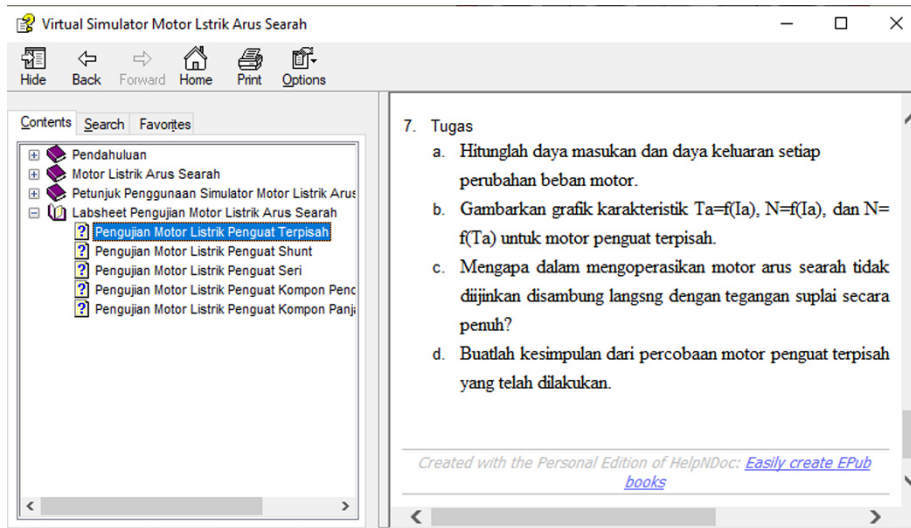 Virtual Simulator Motor Lstrik Arus Searah
Hide Back Forward Home Print Options
Contents Search Favorites
Pendahuluan
Motor Listrik Arus Searah
Petunjuk Penggunaan Simulator Motor Listrik Arus
Labsheet Pengujian Motor Listrik Arus Searah
Pengujian Motor Listrik Penguat Terpisah
Pengujian Motor Listrik Penguat Shunt
Pengujian Motor Listrik Penguat Seri
Pengujian Motor Listrik Penguat Kompon Penc
Pengujian Motor Listrik Penguat Kompon Panj
7. Tugas
a. Hitunglah daya masukan dan daya keluaran setiap
perubahan beban motor.
b. Gambarkan grafik karakteristik Ta=f(Ia), N=f(Ia), dan N=
f(Ta) untuk motor penguat terpisah.
c. Mengapa dalam mengoperasikan motor arus searah tidak
diijinkan disambung langsng dengan tegangan suplai secara
penuh?
d. Buatlah kesimpulan dari percobaan motor penguat terpisah
yang telah dilakukan.
Created with the Personal Edition of HelpNDoc: Easily create EPub
books